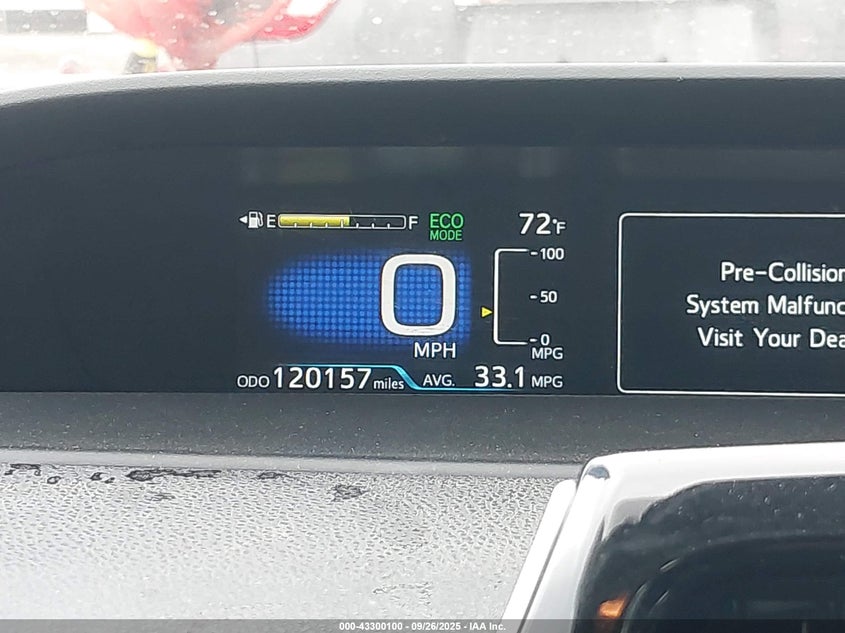 E F ECO 72°F
MODE
100
50
0
0
MPH
MPG
ODO 120157 miles AVG. 33.1 MPG
Pre-Collision
System Malfunc
Visit Your Dea
000-43300100 - 09/26/2025 - IAA Inc.